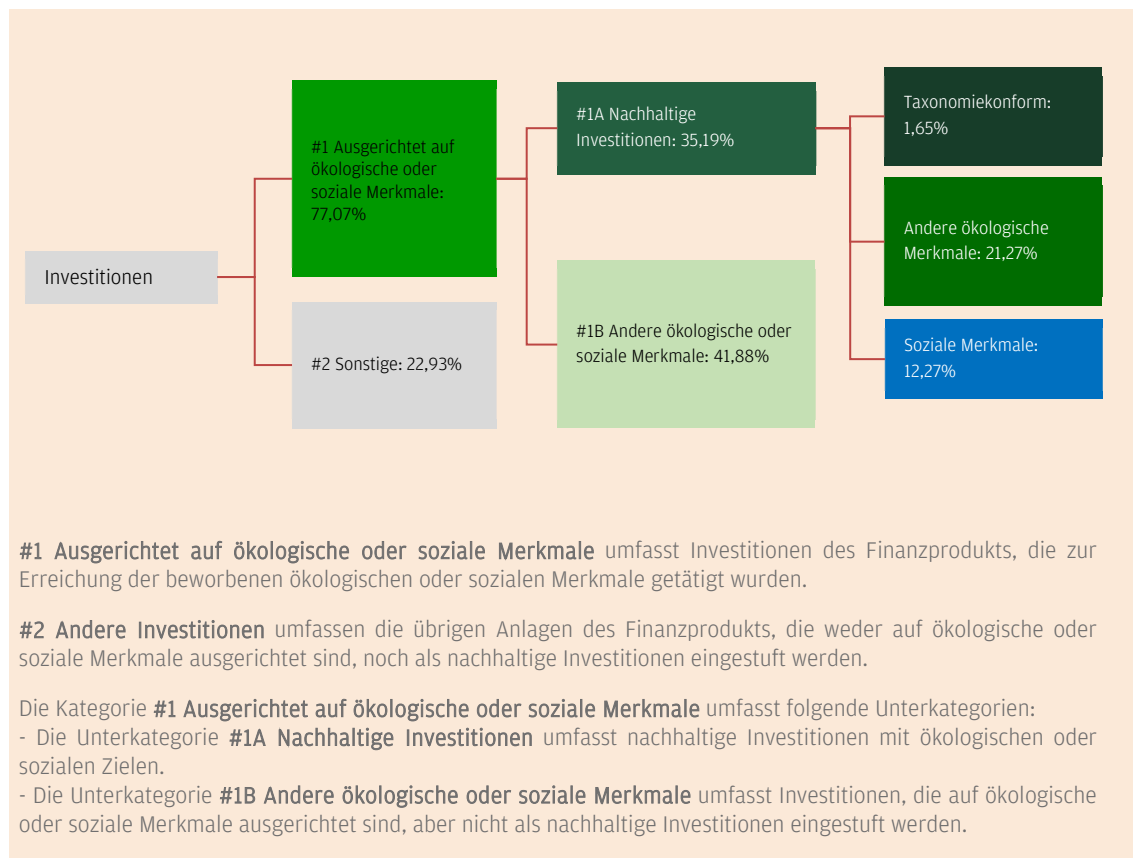 Investitionen
#1 Ausgerichtet auf
ökologische oder
soziale Merkmale:
77,07%
#2 Sonstige: 22,93%
#1A Nachhaltige
Investitionen: 35,19%
#1B Andere ökologische oder
soziale Merkmale: 41,88%
Taxonomiekonform:
1,65%
Andere ökologische
Merkmale: 21,27%
Soziale Merkmale:
12,27%
#1 Ausgerichtet auf ökologische oder soziale Merkmale umfasst Investitionen des Finanzprodukts, die zur
Erreichung der beworbenen ökologischen oder sozialen Merkmale getätigt wurden.
#2 Andere Investitionen umfassen die übrigen Anlagen des Finanzprodukts, die weder auf ökologische oder
soziale Merkmale ausgerichtet sind, noch als nachhaltige Investitionen eingestuft werden.
Die Kategorie #1 Ausgerichtet auf ökologische oder soziale Merkmale umfasst folgende Unterkategorien:
- Die Unterkategorie #1A Nachhaltige Investitionen umfasst nachhaltige Investitionen mit ökologischen oder
sozialen Zielen.
- Die Unterkategorie #1B Andere ökologische oder soziale Merkmale umfasst Investitionen, die auf ökologische
oder soziale Merkmale ausgerichtet sind, aber nicht als nachhaltige Investitionen eingestuft werden.